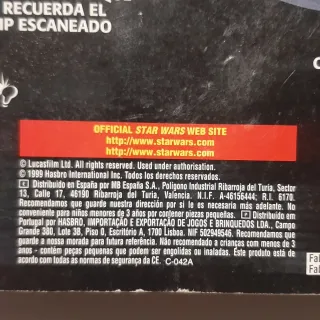 RECUERDA EL
IP ESCANEADO
OFFICIAL STAR WARS WEB SITE
http://www.starwars.com
http://www.starwars.com
© Lucasfilm Ltd. All rights reserved. Used under authorisation.
© 1999 Hasbro International Inc. Todos los derechos reservados.
E Distribuido en España por MB España S.A., Polígono Industrial Ribarroja del Turia, Sector
13, Calle 17, 46190 Ribarroja del Turia, Valencia. N.I.F. A-46156444; R.I. 6170.
Recomendamos que guarde nuestra dirección por si le es necesaria más adelante. No
conveniente para niños menores de 3 años por contener piezas pequeñas. P Distribuido em
Portugal por HASBRO, IMPORTAÇÃO E EXPORTAÇÃO DE JOGOS E BRINQUEDOS LDA., Campo
Grande 380, Lote 3B, Piso 0, Escritório A, 1700 Lisboa. NIF 502949546. Recomendamos que
guarde a nossa morada para futura referência. Não recomendado a crianças com menos de 3
anos - contém peças pequenas que podem ser engolidas ou inaladas. Este produto está de
acordo com todas as normas de segurança da CE. C-042A
Fal
Fab